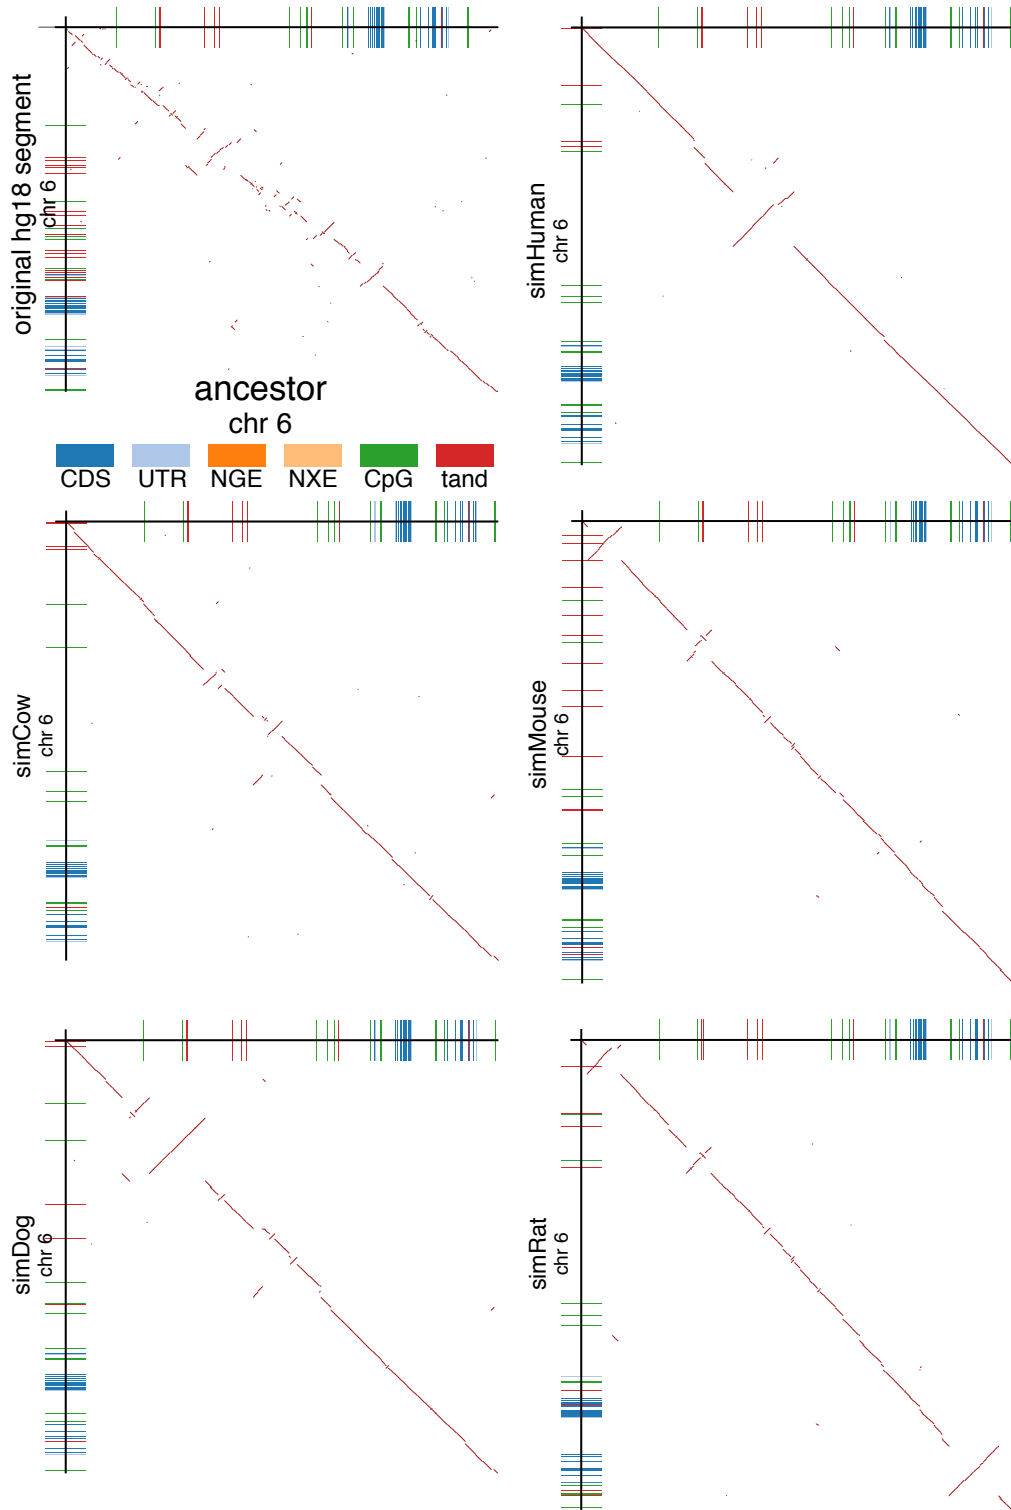 original hg18 segment
chr 6
simHuman
chr 6
ancestor
chr 6
CDS UTR NGE NXE CpG tand
simCow
chr 6
simMouse
chr 6
simDog
chr 6
simRat
chr 6